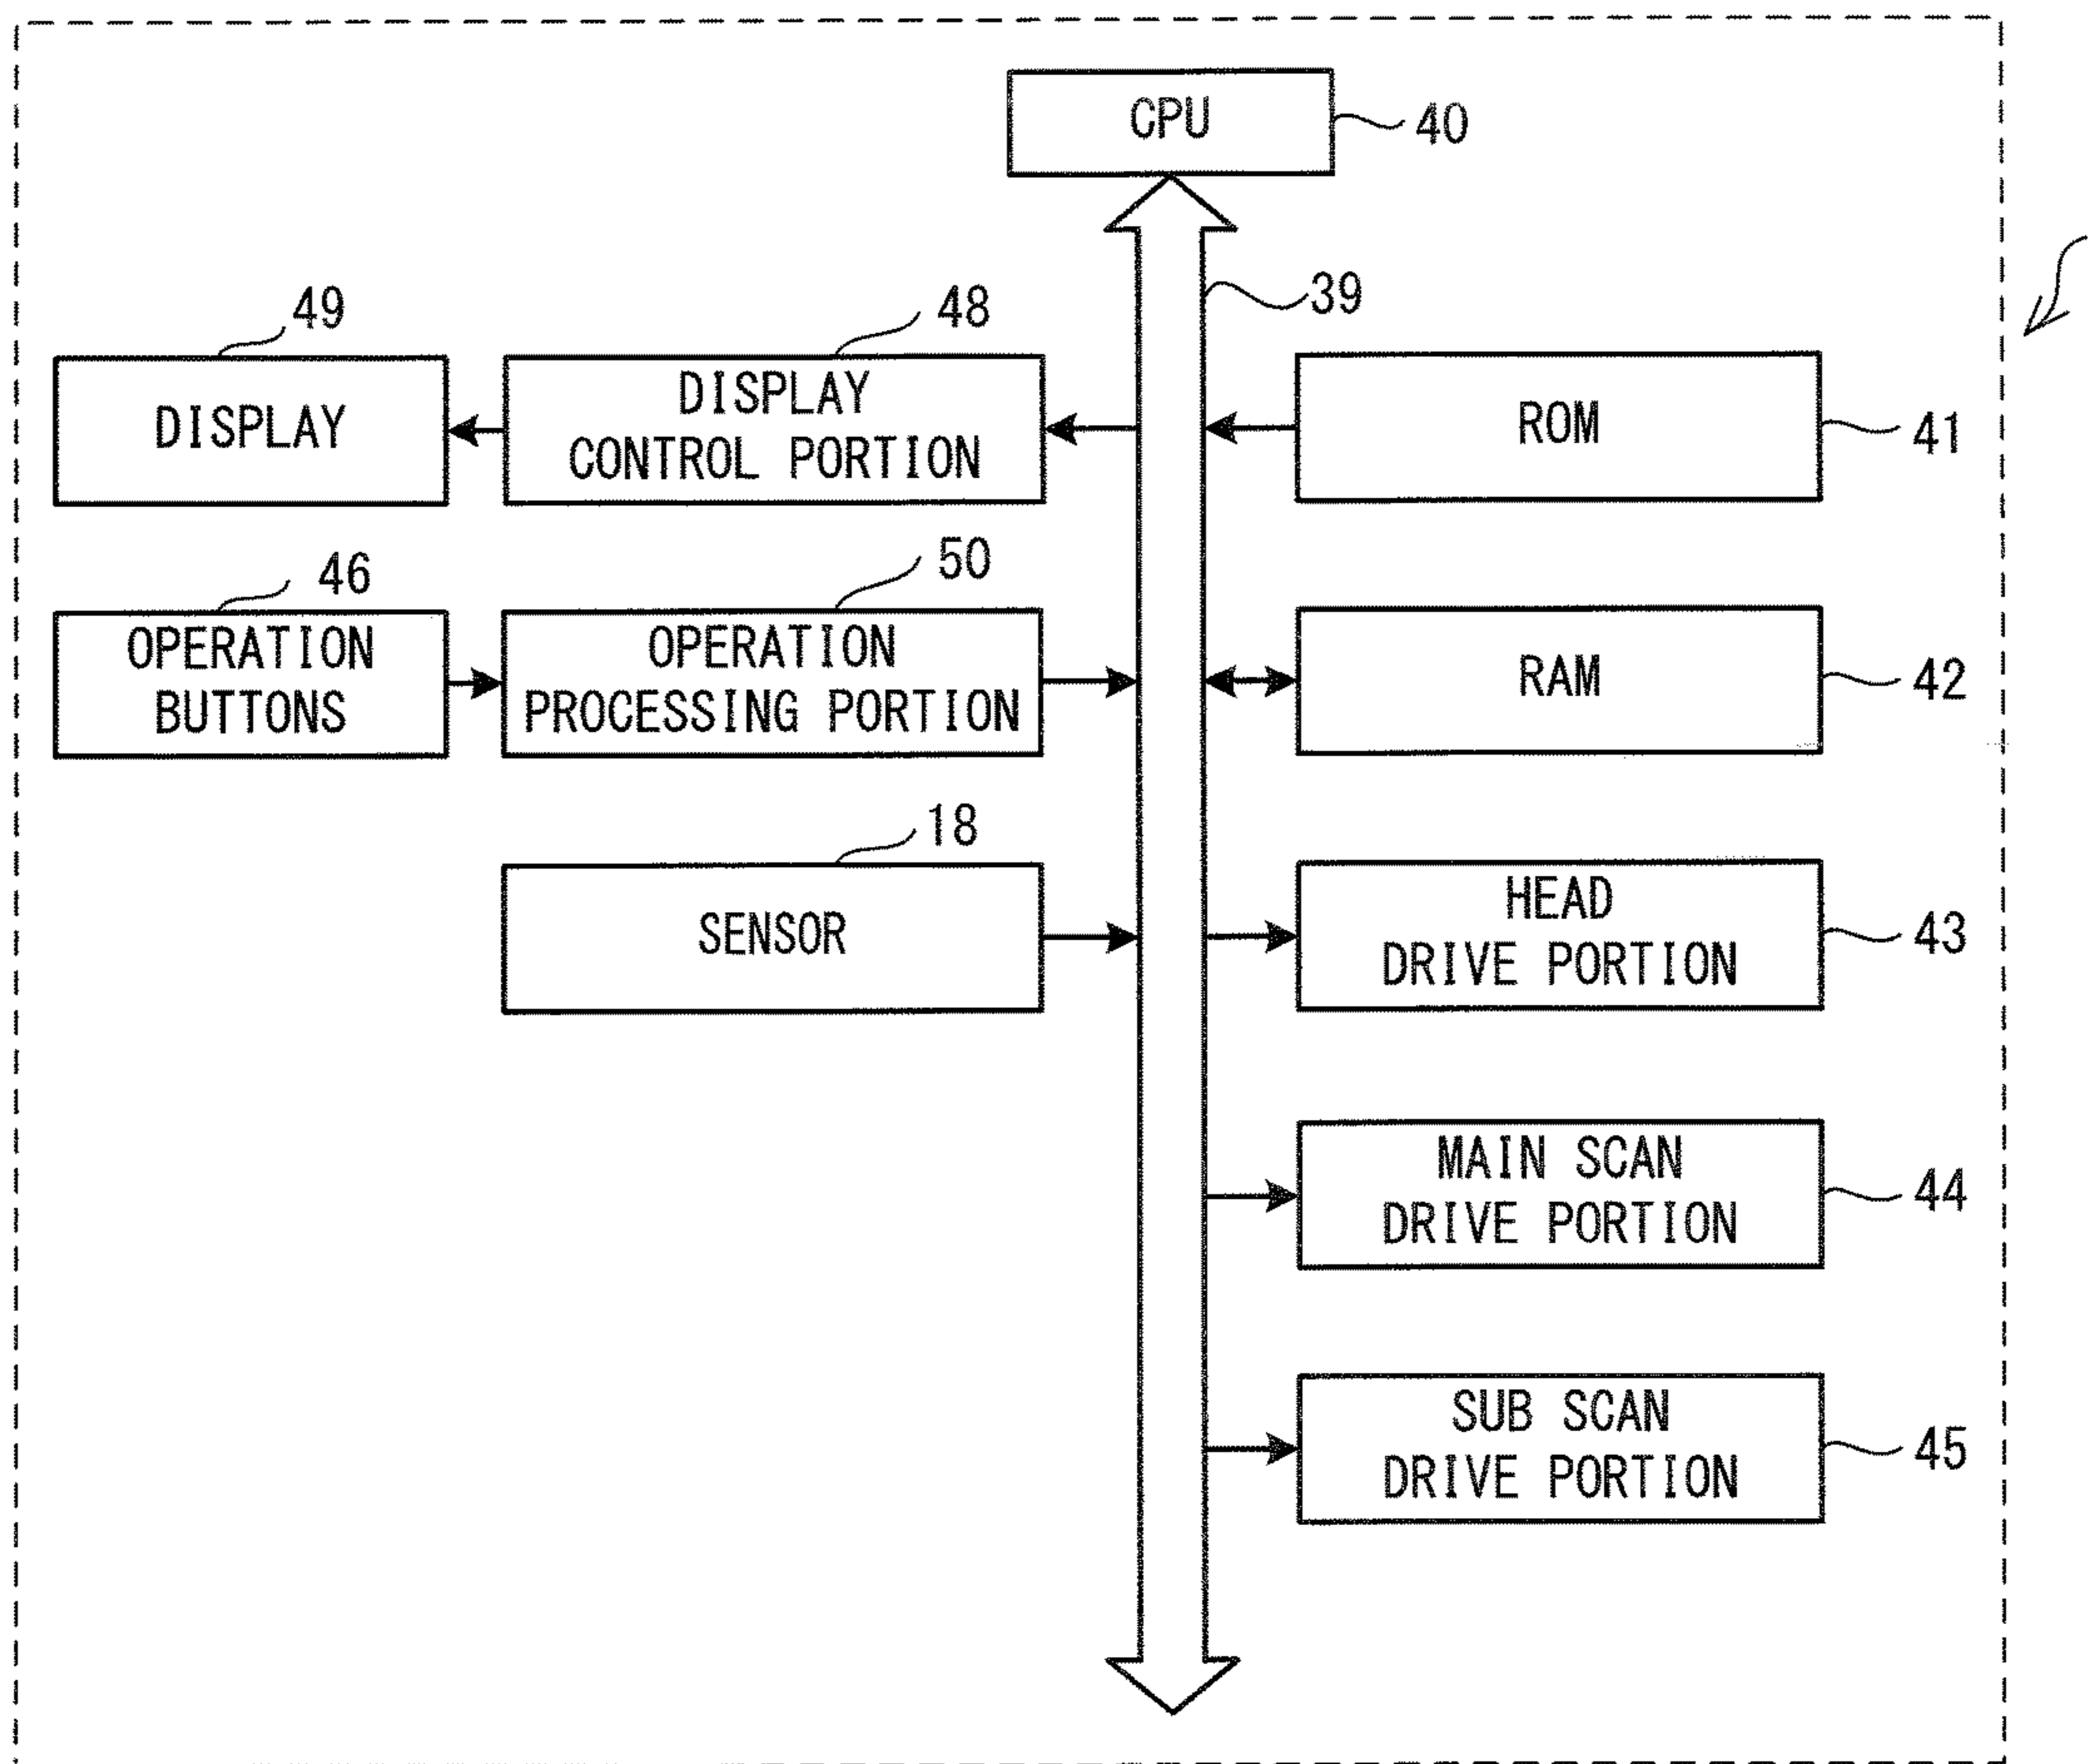 CPU
40
39
49
48
DISPLAY
DISPLAY
CONTROL PORTION
ROM
41
46
50
OPERATION
BUTTONS
OPERATION
PROCESSING PORTION
RAM
42
18
SENSOR
HEAD
DRIVE PORTION
43
MAIN SCAN
DRIVE PORTION
44
SUB SCAN
DRIVE PORTION
45